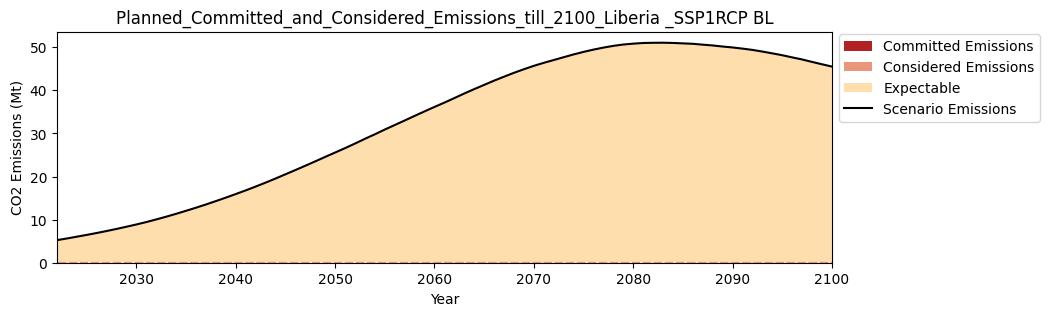 Planned_Committed_and_Considered_Emissions_till_2100_Liberia _SSP1RCP BL
50
40
30
20
10
0
CO2 Emissions (Mt)
2030 2040 2050 2060 2070 2080 2090 2100
Year
Committed Emissions
Considered Emissions
Expectable
Scenario Emissions